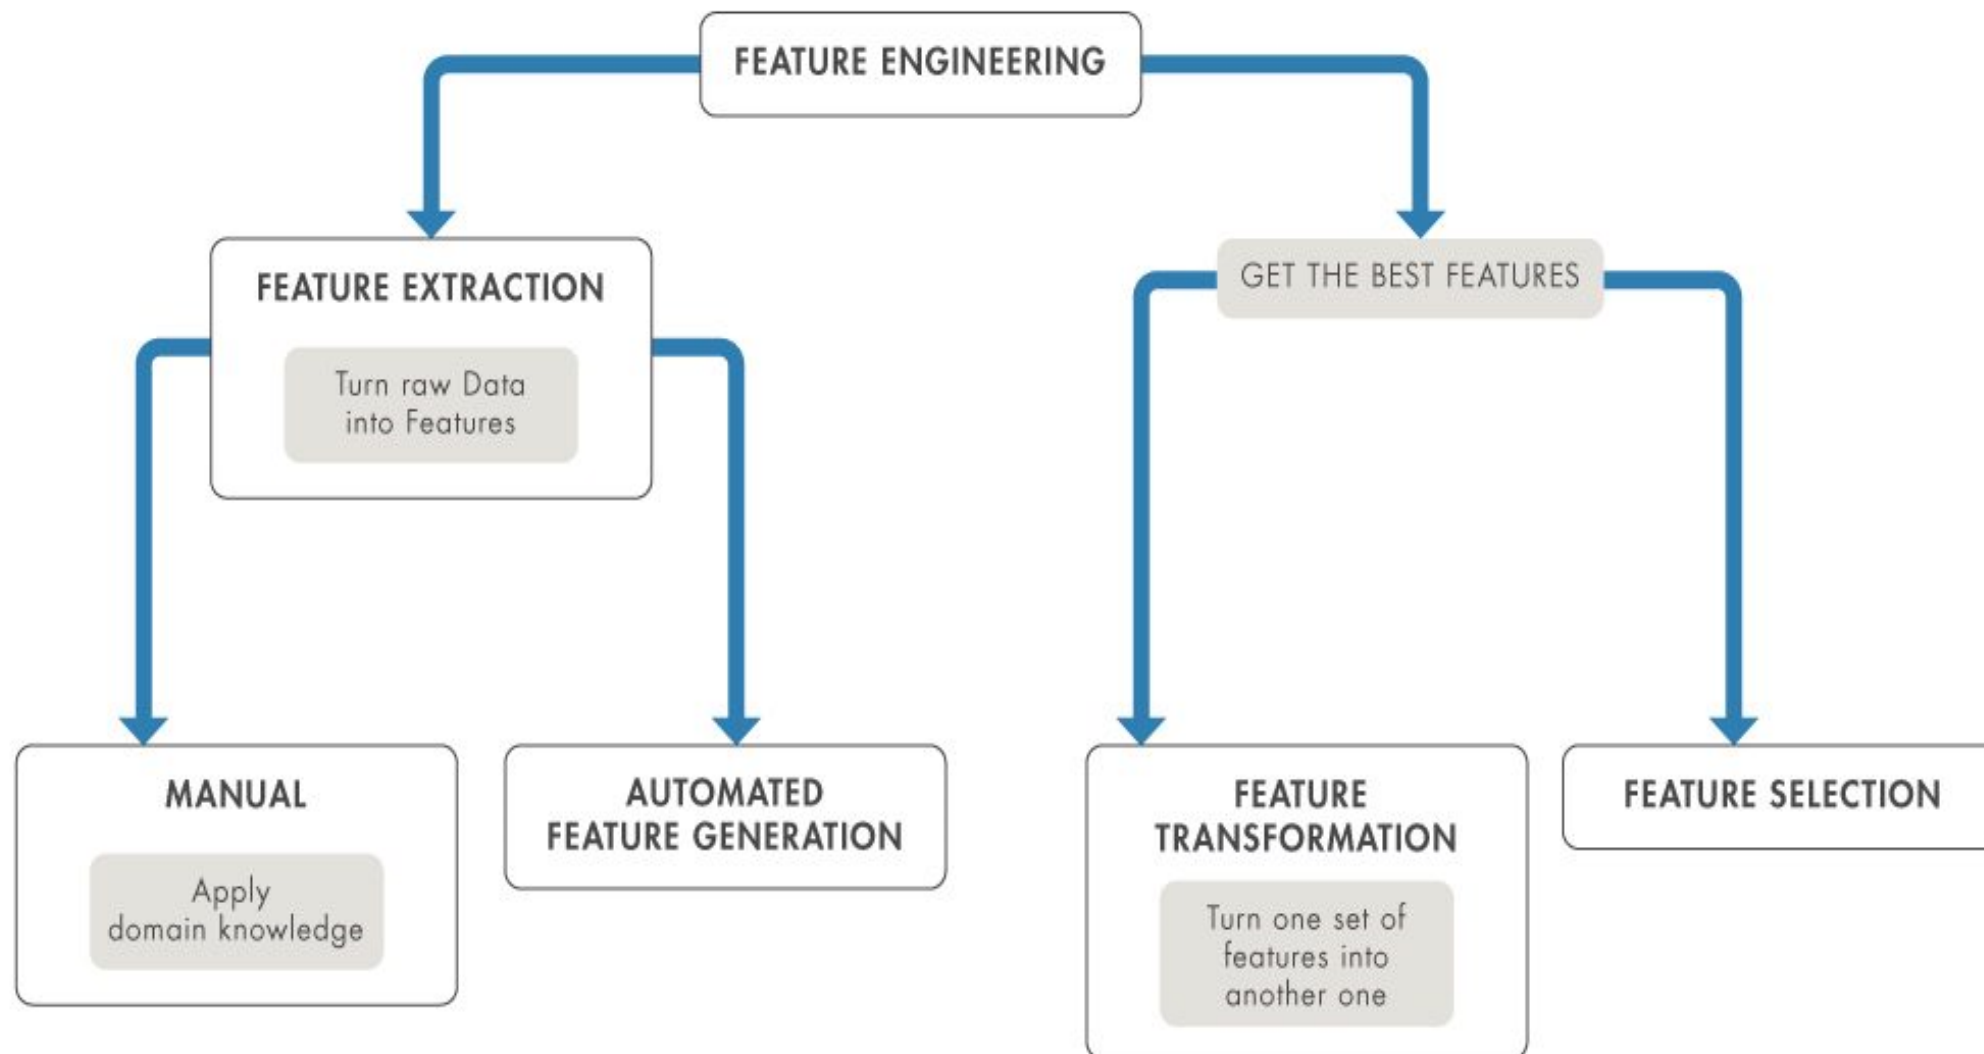 FEATURE ENGINEERING
FEATURE EXTRACTION
Turn raw Data
into Features
GET THE BEST FEATURES
MANUAL
Apply
domain knowledge
AUTOMATED
FEATURE GENERATION
FEATURE
TRANSFORMATION
Turn one set of
features into
another one
FEATURE SELECTION